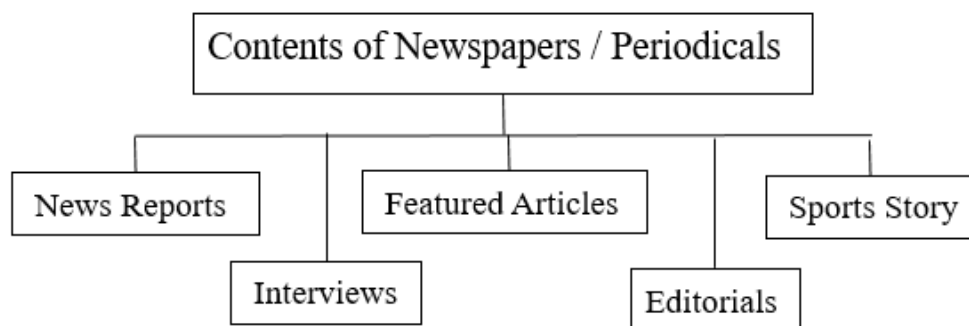 Contents of Newspapers / Periodicals
News Reports
Featured Articles
Sports Story
Interviews
Editorials